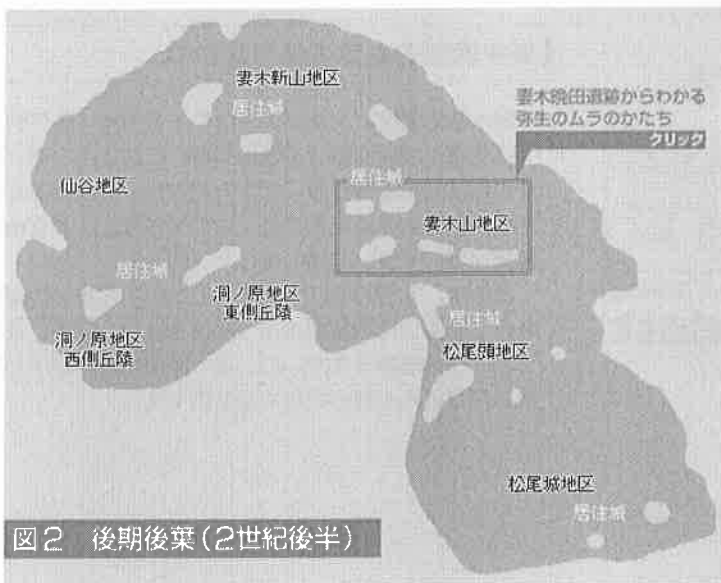 妻木新山地区
居住域
妻木晩田遺跡からわかる
弥生のムラのかたち
クリック
仙谷地区
居住域
妻木山地区
居住域
洞ノ原地区
東側丘陵
洞ノ原地区
西側丘陵
居住域
松尾頭地区
松尾城地区
居住域
図2 後期後葉(2世紀後半)